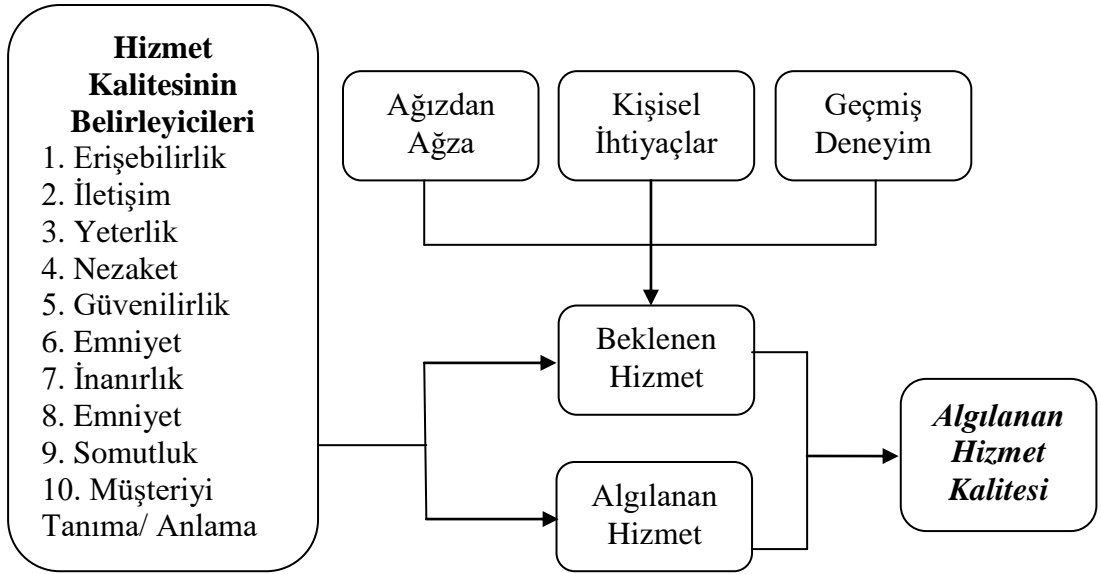 Hizmet
Kalitesinin
Belirleyicileri
1. Erişebilirlik
2. İletişim
3. Yeterlik
4. Nezaket
5. Güvenilirlik
6. Emniyet
7. İnanırlık
8. Emniyet
9. Somutluk
10. Müşteriyi
Tanıma/ Anlama
Ağızdan
Ağza
Kişisel
İhtiyaçlar
Geçmiş
Deneyim
Beklenen
Hizmet
Algılanan
Hizmet
Algılanan
Hizmet
Kalitesi